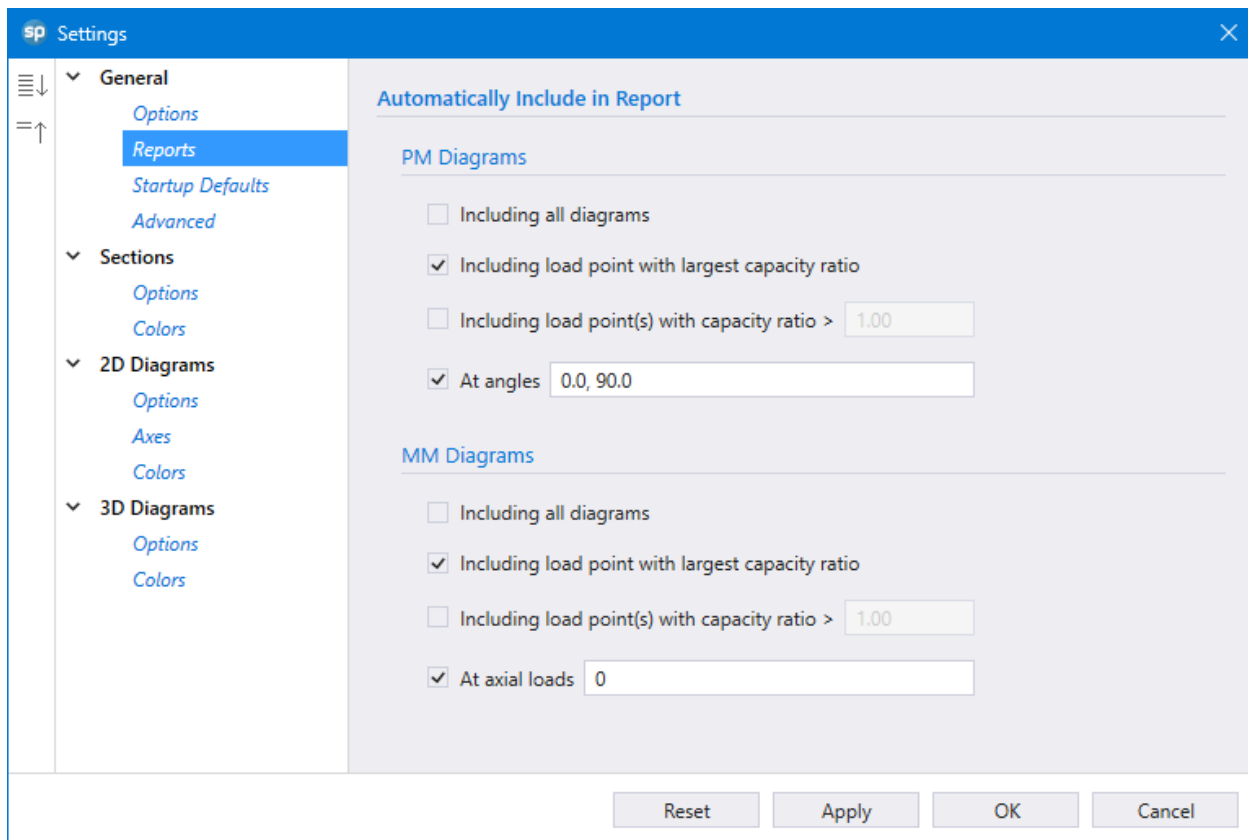 sp Settings
General
Options
Reports
Startup Defaults
Advanced
Sections
Options
Colors
2D Diagrams
Options
Axes
Colors
3D Diagrams
Options
Colors
Automatically Include in Report
PM Diagrams
Including all diagrams
Including load point with largest capacity ratio
Including load point(s) with capacity ratio > 1.00
At angles 0.0, 90.0
MM Diagrams
Including all diagrams
Including load point with largest capacity ratio
Including load point(s) with capacity ratio > 1.00
At axial loads 0
Reset Apply OK Cancel